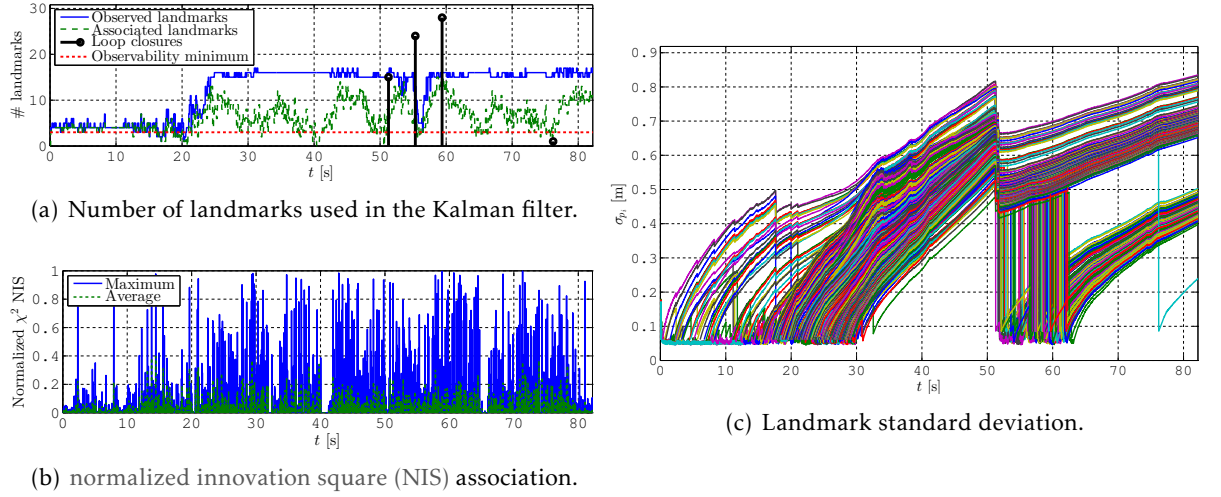 30
20
10
0
# landmarks
Observed landmarks
Associated landmarks
Loop closures
Observability minimum
0 10 20 30 40 50 60 70 80
t [s]
(a) Number of landmarks used in the Kalman filter.
1
0.8
0.6
0.4
0.2
0
Normalized χ² NIS
Maximum
Average
0 10 20 30 40 50 60 70 80
t [s]
(b) normalized innovation square (NIS) association.
0.9
0.8
0.7
0.6
0.5
0.4
0.3
0.2
0.1
0
σpᵢ [m]
0 10 20 30 40 50 60 70 80
t [s]
(c) Landmark standard deviation.